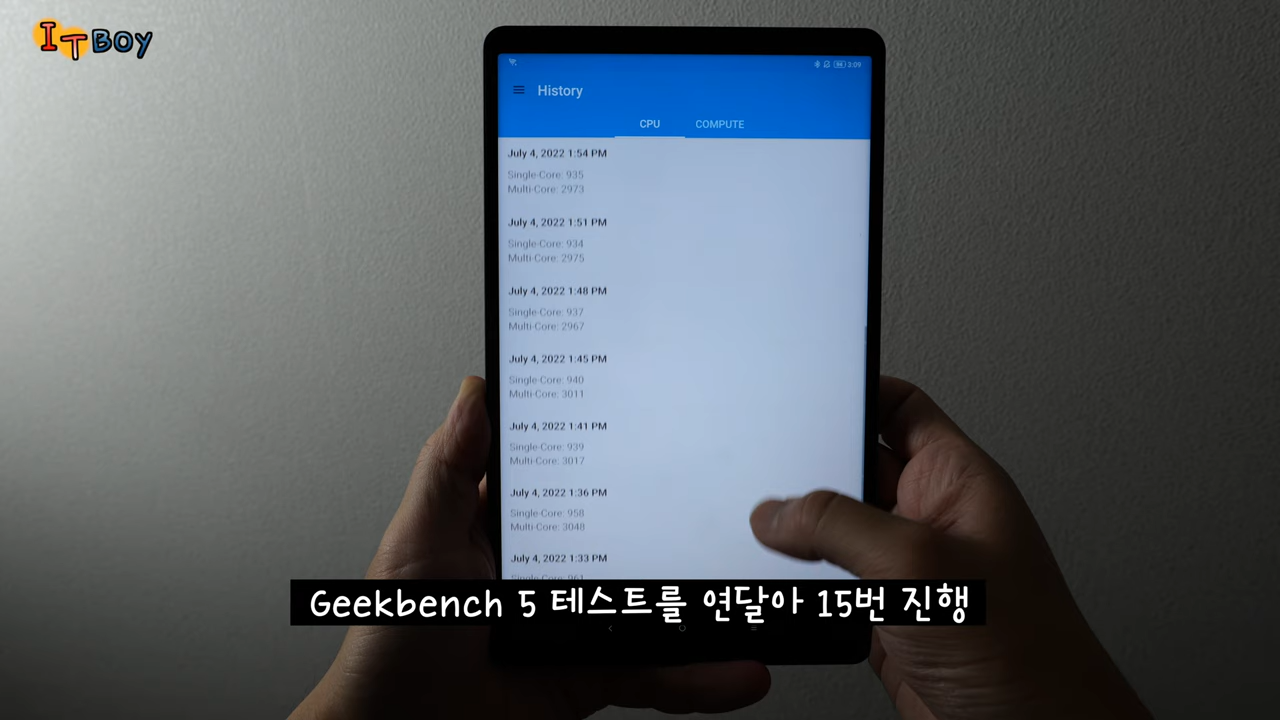 ITBOY
3:09
History
CPU COMPUTE
July 4, 2022 1:54 PM
Single-Core: 935
Multi-Core: 2973
July 4, 2022 1:51 PM
Single-Core: 934
Multi-Core: 2975
July 4, 2022 1:48 PM
Single-Core: 937
Multi-Core: 2967
July 4, 2022 1:45 PM
Single-Core: 940
Multi-Core: 3011
July 4, 2022 1:41 PM
Single-Core: 939
Multi-Core: 3017
July 4, 2022 1:36 PM
Single-Core: 958
Multi-Core: 3048
July 4, 2022 1:33 PM
Single-Core: 961
Geekbench 5 테스트를 연달아 15번 진행